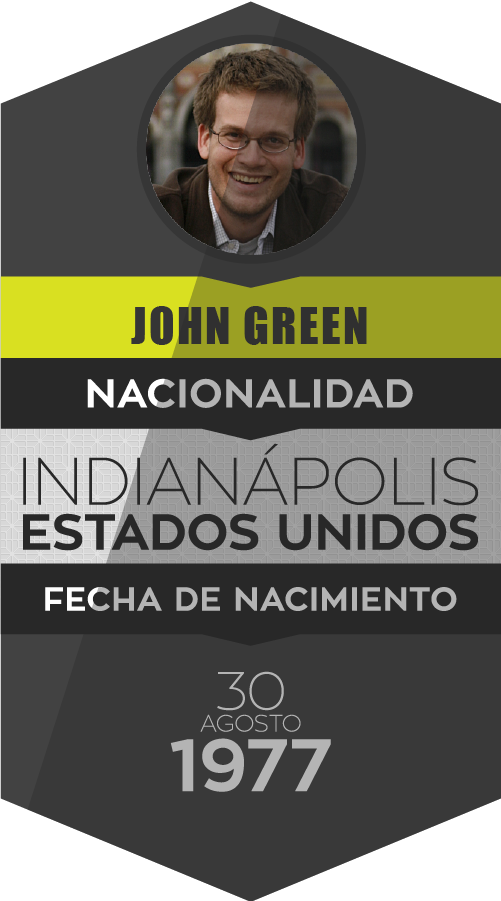 JOHN GREEN
NACIONALIDAD
INDIANÁPOLIS
ESTADOS UNIDOS
FECHA DE NACIMIENTO
30
AGOSTO
1977